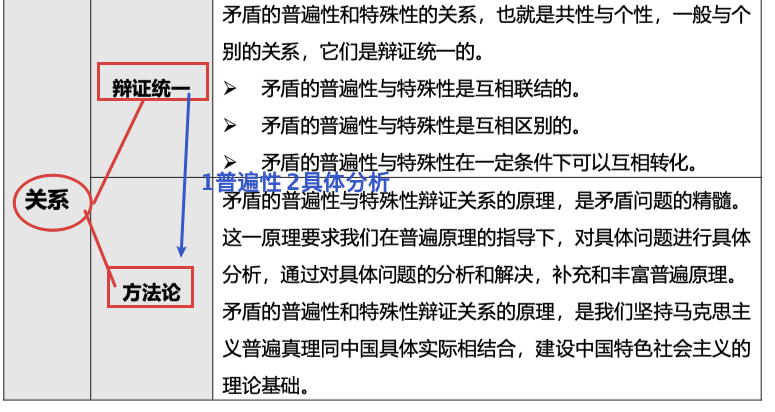 矛盾的普遍性和特殊性的关系，也就是共性与个性，一般与个
别的关系，它们是辩证统一的。
辩证统一
➢ 矛盾的普遍性与特殊性是互相联结的。
➢ 矛盾的普遍性与特殊性是互相区别的。
➢ 矛盾的普遍性与特殊性在一定条件下可以互相转化。
关系
1普遍性 2具体分析
矛盾的普遍性与特殊性辩证关系的原理，是矛盾问题的精髓。
这一原理要求我们在普遍原理的指导下，对具体问题进行具体
分析，通过对具体问题的分析和解决，补充和丰富普遍原理。
方法论
矛盾的普遍性和特殊性辩证关系的原理，是我们坚持马克思主
义普遍真理同中国具体实际相结合，建设中国特色社会主义的
理论基础。